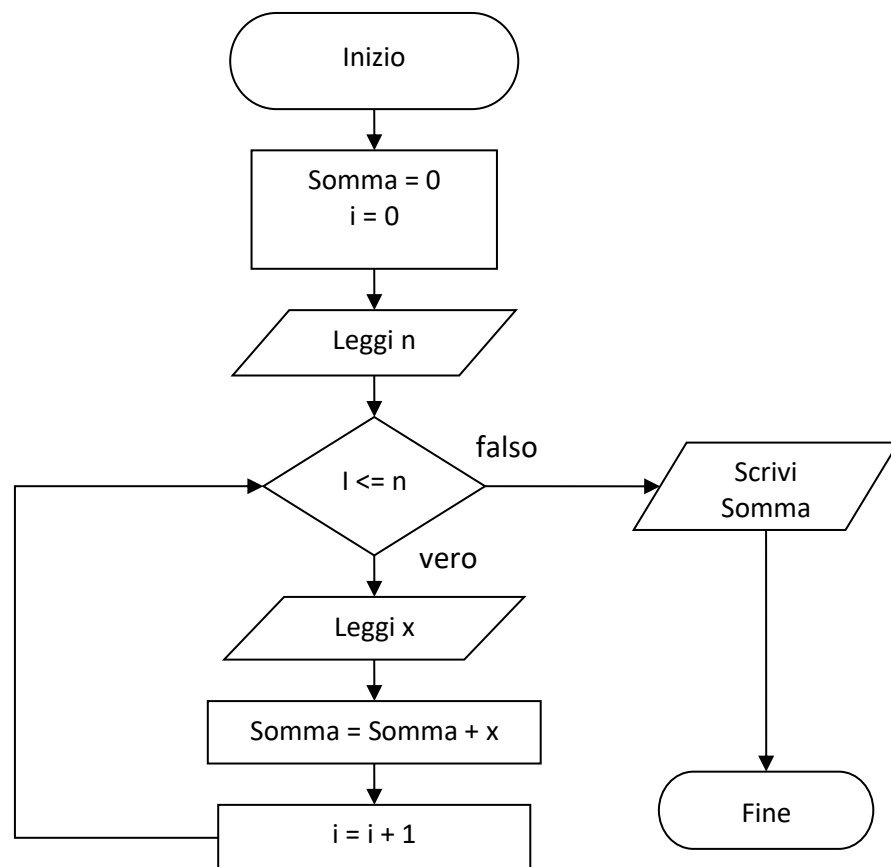 Inizio
Somma = 0
i = 0
Leggi n
I <= n
falso
Scrivi
Somma
vero
Leggi x
Somma = Somma + x
i = i + 1
Fine